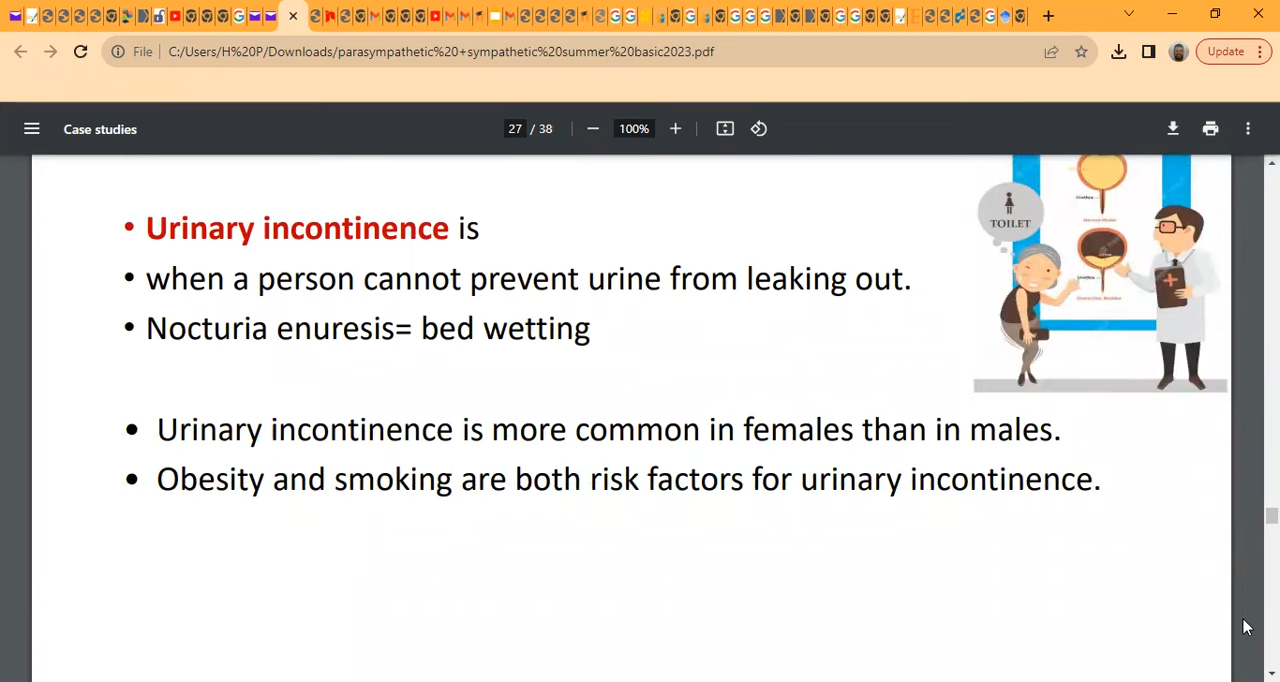 File
C:/Users/H%20P/Downloads/parasympathetic%20+sympathetic%20summer%20basic2023.pdf
Update
Case studies
27 / 38
100%
• Urinary incontinence is
• when a person cannot prevent urine from leaking out.
• Nocturia enuresis= bed wetting
TOILET
• Urinary incontinence is more common in females than in males.
• Obesity and smoking are both risk factors for urinary incontinence.